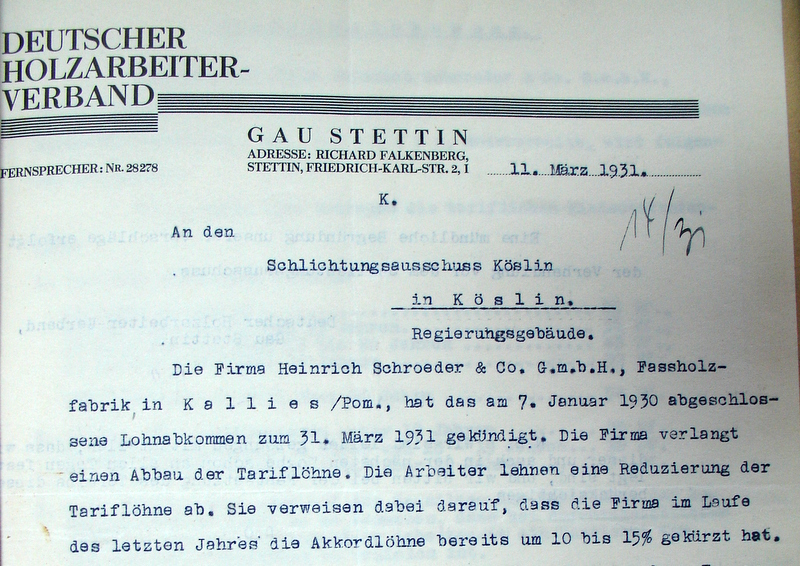 DEUTSCHER
HOLZARBEITER-
VERBAND
GAU STETTIN
FERNSPRECHER: NR. 28278
ADRESSE: RICHARD FALKENBERG,
STETTIN, FRIEDRICH-KARL-STR. 2, I
11. März 1931.
K.
An den
Schlichtungsausschuss Köslin
in Köslin.
Regierungsgebäude.
Die Firma Heinrich Schroeder & Co. G.m.b.H., Fassholz-
fabrik in Kallies/Pom., hat das am 7. Januar 1930 abgeschlos-
sene Lohnabkommen zum 31. März 1931 gekündigt. Die Firma verlangt
einen Abbau der Tariflöhne. Die Arbeiter lehnen eine Reduzierung der
Tariflöhne ab. Sie verweisen dabei darauf, dass die Firma im Laufe
des letzten Jahres die Akkordlöhne bereits um 10 bis 15% gekürzt hat.